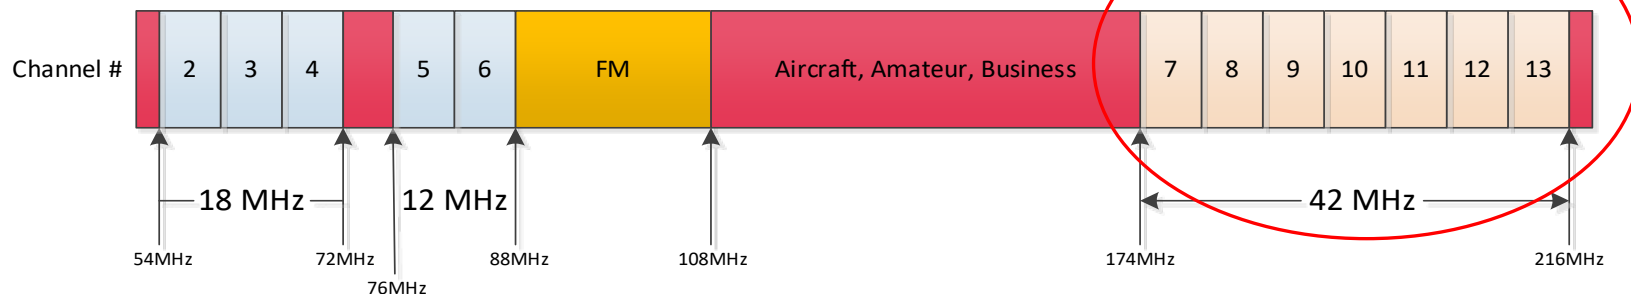 Channel # 2 3 4 5 6 FM Aircraft, Amateur, Business 7 8 9 10 11 12 13
18 MHz 12 MHz 42 MHz
54MHz 72MHz 88MHz 108MHz 174MHz 216MHz
76MHz